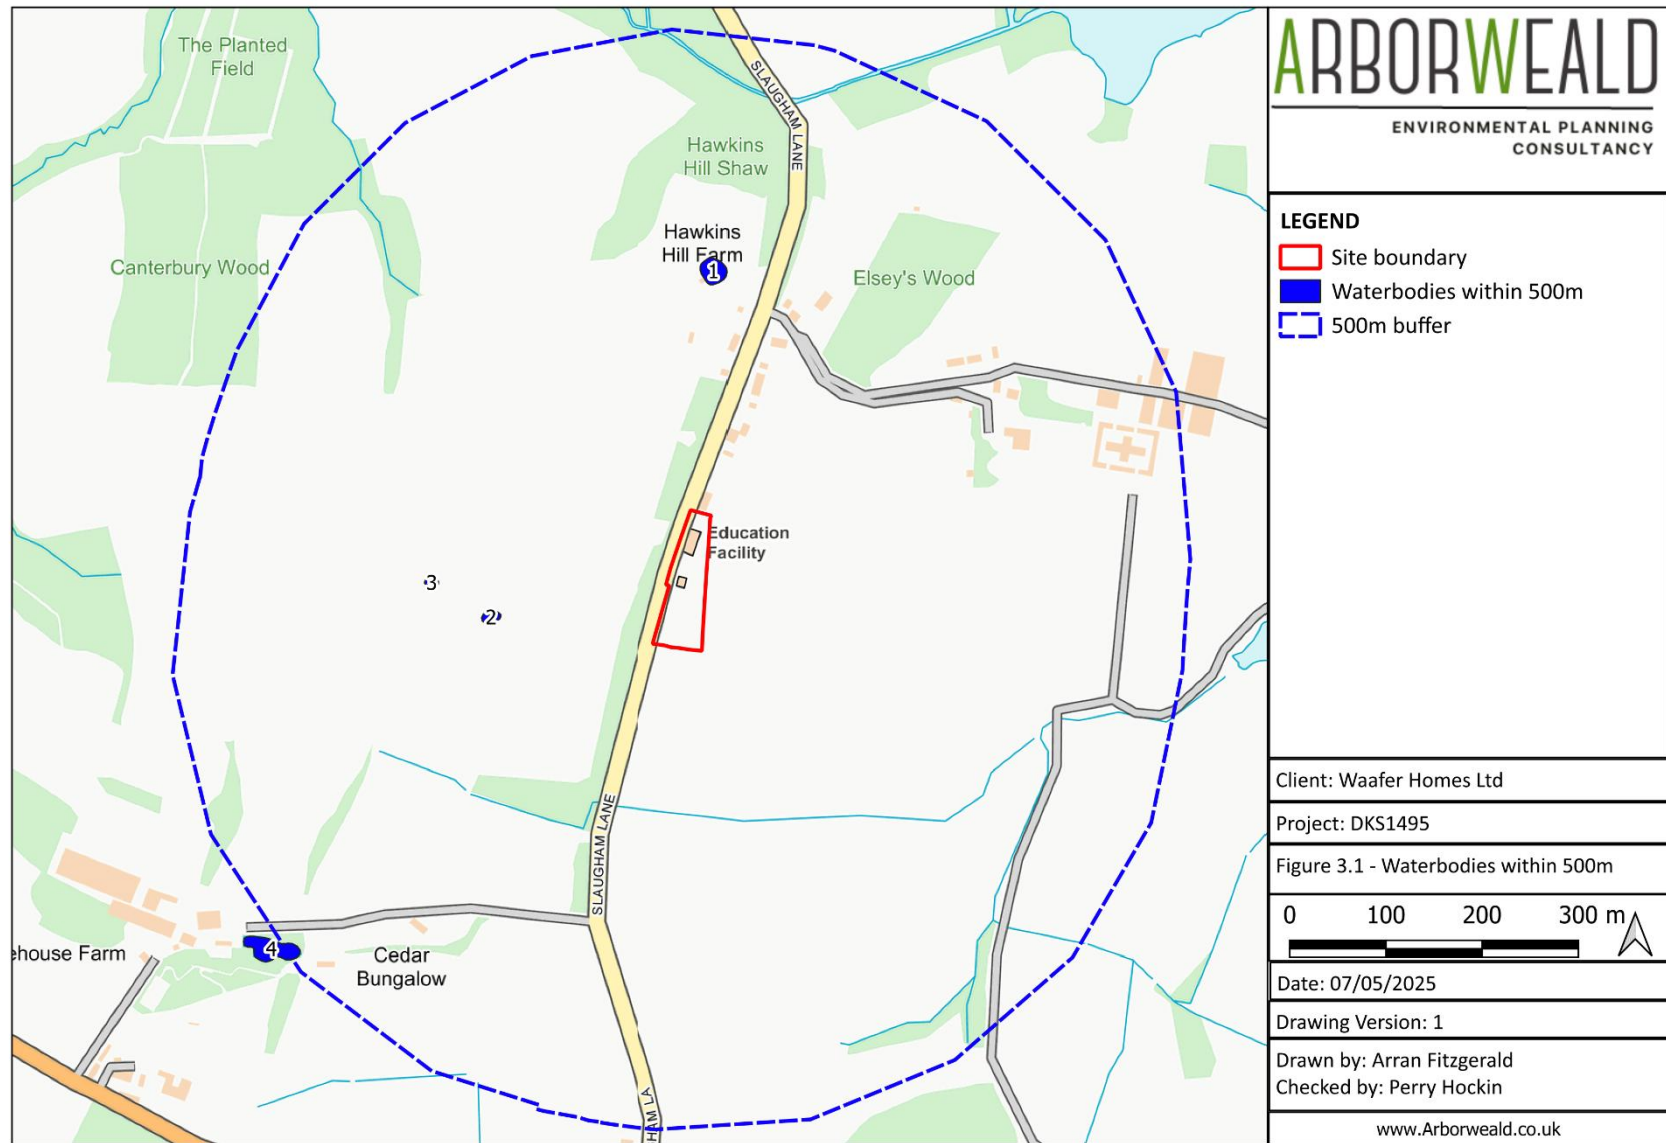 The Planted
Field
SLAUGHAM LANE
Hawkins
Hill Shaw
Hawkins
Hill Farm
1
Canterbury Wood
Elsey's Wood
Education
Facility
3
2
SLAUGHAM LANE
4
ehouse Farm
Cedar
Bungalow
HAM LA
ARBORWEALD
ENVIRONMENTAL PLANNING
CONSULTANCY
LEGEND
Site boundary
Waterbodies within 500m
500m buffer
Client: Waafer Homes Ltd
Project: DKS1495
Figure 3.1 - Waterbodies within 500m
0 100 200 300 m
Date: 07/05/2025
Drawing Version: 1
Drawn by: Arran Fitzgerald
Checked by: Perry Hockin
www.Arborweald.co.uk